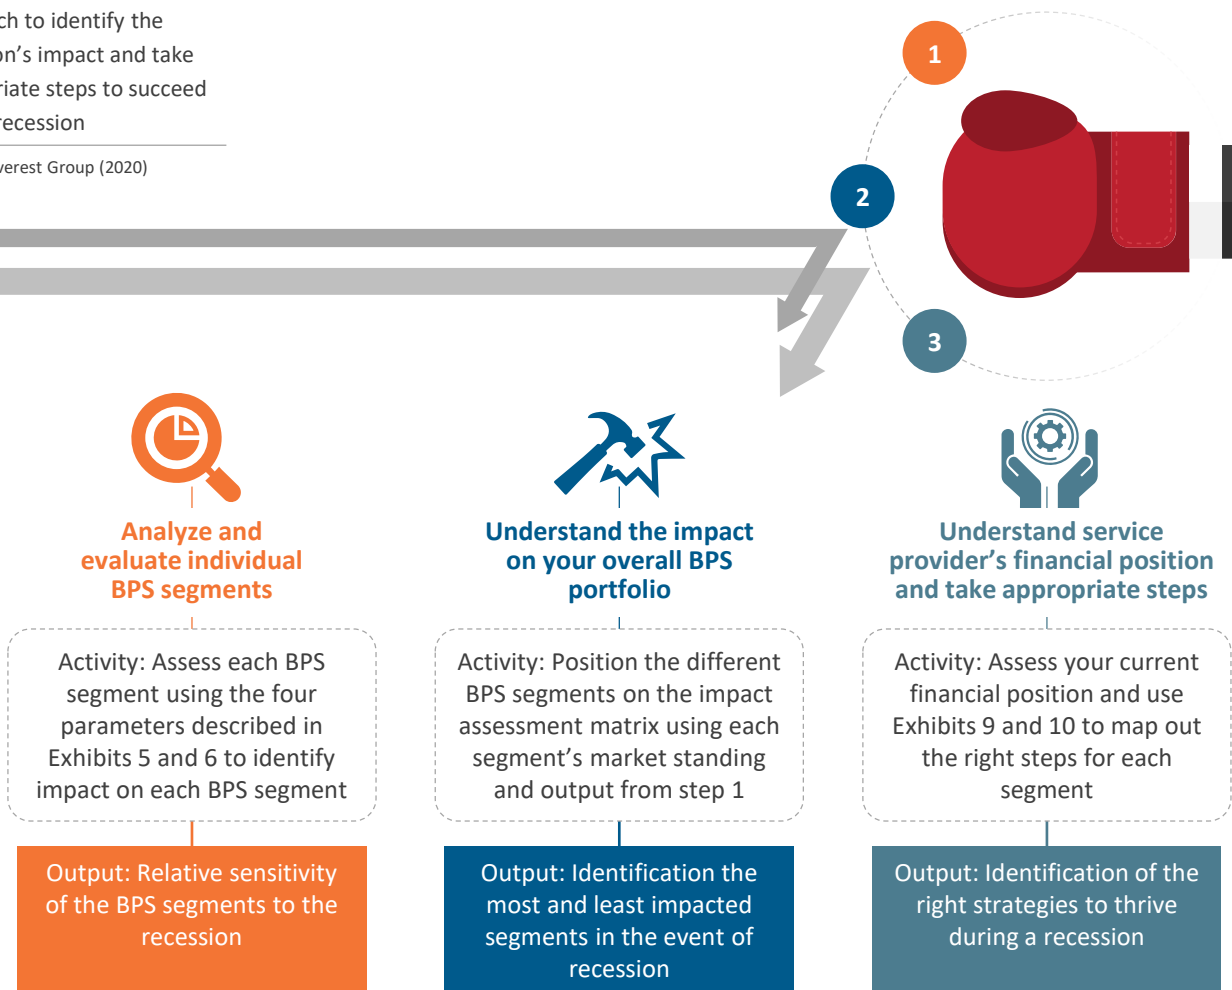 ch to identify the
on's impact and take
riate steps to succeed
recession
verest Group (2020)
1
2
3
Analyze and
evaluate individual
BPS segments
Activity: Assess each BPS
segment using the four
parameters described in
Exhibits 5 and 6 to identify
impact on each BPS segment
Output: Relative sensitivity
of the BPS segments to the
recession
Understand the impact
on your overall BPS
portfolio
Activity: Position the different
BPS segments on the impact
assessment matrix using each
segment's market standing
and output from step 1
Output: Identification the
most and least impacted
segments in the event of
recession
Understand service
provider's financial position
and take appropriate steps
Activity: Assess your current
financial position and use
Exhibits 9 and 10 to map out
the right steps for each
segment
Output: Identification of the
right strategies to thrive
during a recession